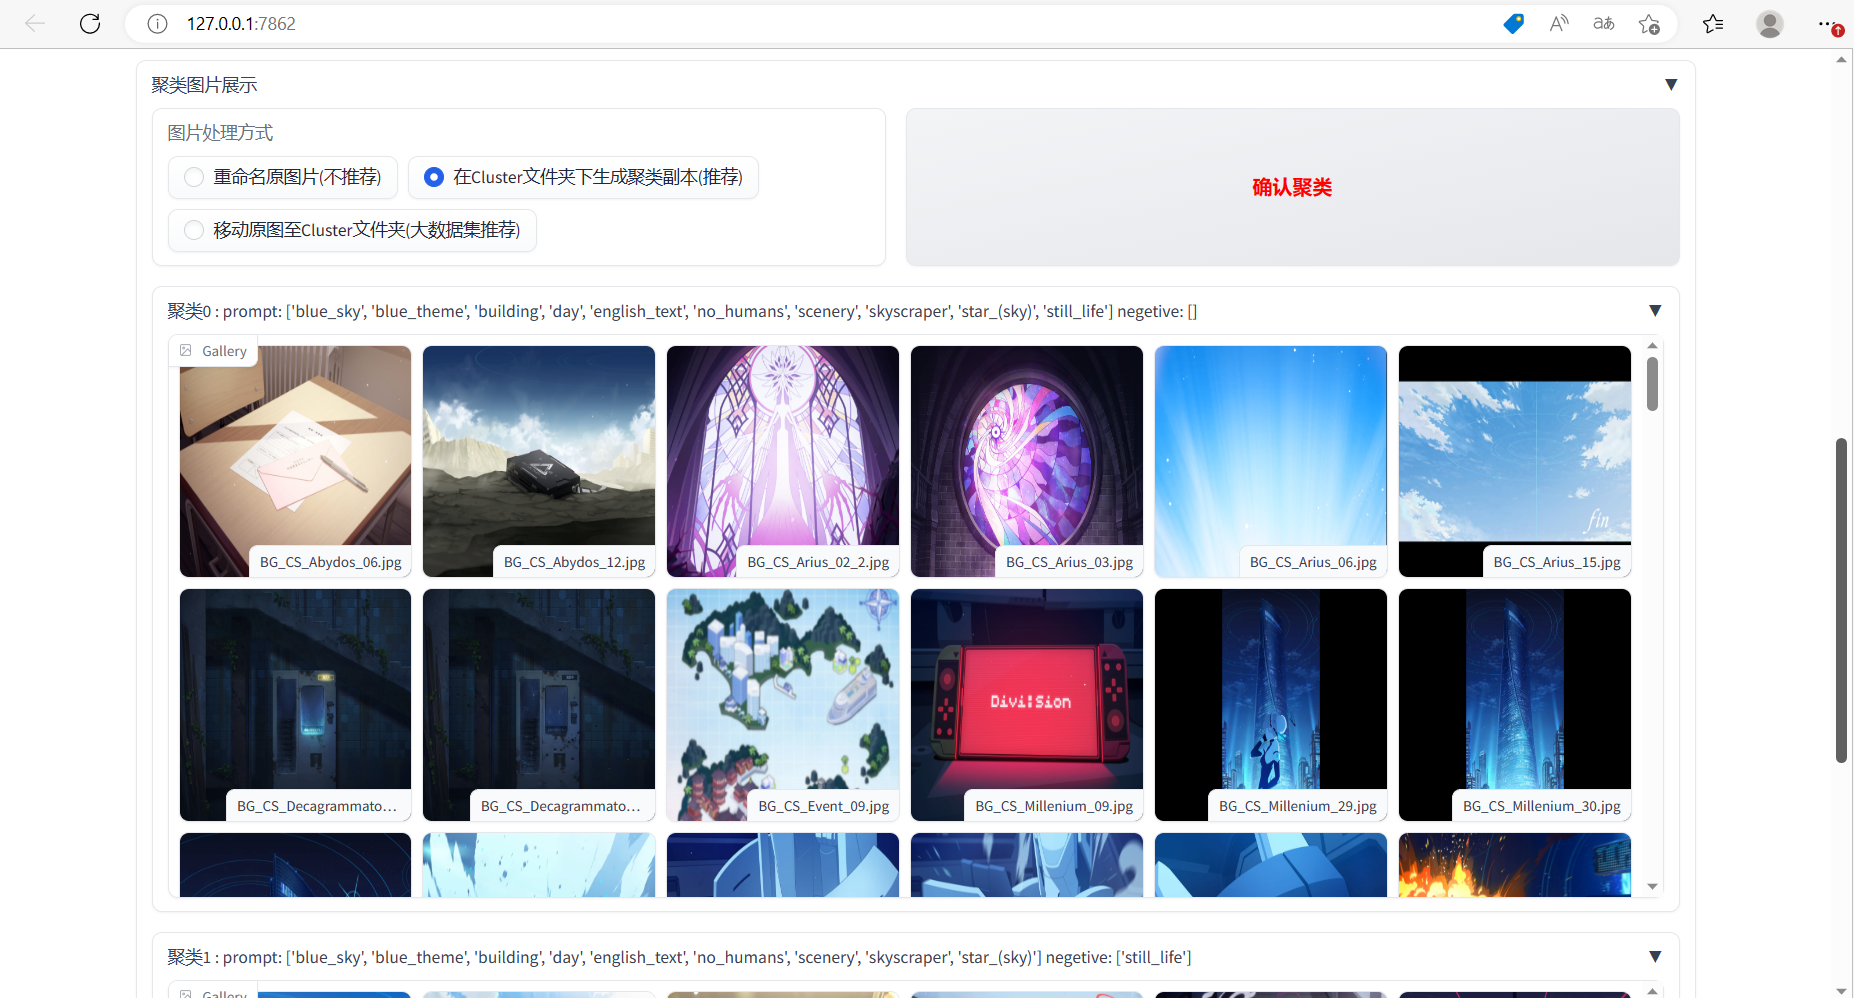 127.0.0.1:7862
聚类图片展示
图片处理方式
重命名原图片(不推荐)
在Cluster文件夹下生成聚类副本(推荐)
移动原图至Cluster文件夹(大数据集推荐)
确认聚类
聚类0 : prompt: ['blue_sky', 'blue_theme', 'building', 'day', 'english_text', 'no_humans', 'scenery', 'skyscraper', 'star_(sky)', 'still_life'] negetive: []
Gallery
BG_CS_Abydos_06.jpg
BG_CS_Abydos_12.jpg
BG_CS_Arius_02_2.jpg
BG_CS_Arius_03.jpg
BG_CS_Arius_06.jpg
fin
BG_CS_Arius_15.jpg
BG_CS_Decagrammato...
BG_CS_Decagrammato...
BG_CS_Event_09.jpg
Divi:Sion
BG_CS_Millenium_09.jpg
BG_CS_Millenium_29.jpg
BG_CS_Millenium_30.jpg
聚类1 : prompt: ['blue_sky', 'blue_theme', 'building', 'day', 'english_text', 'no_humans', 'scenery', 'skyscraper', 'star_(sky)'] negetive: ['still_life']
Gallery